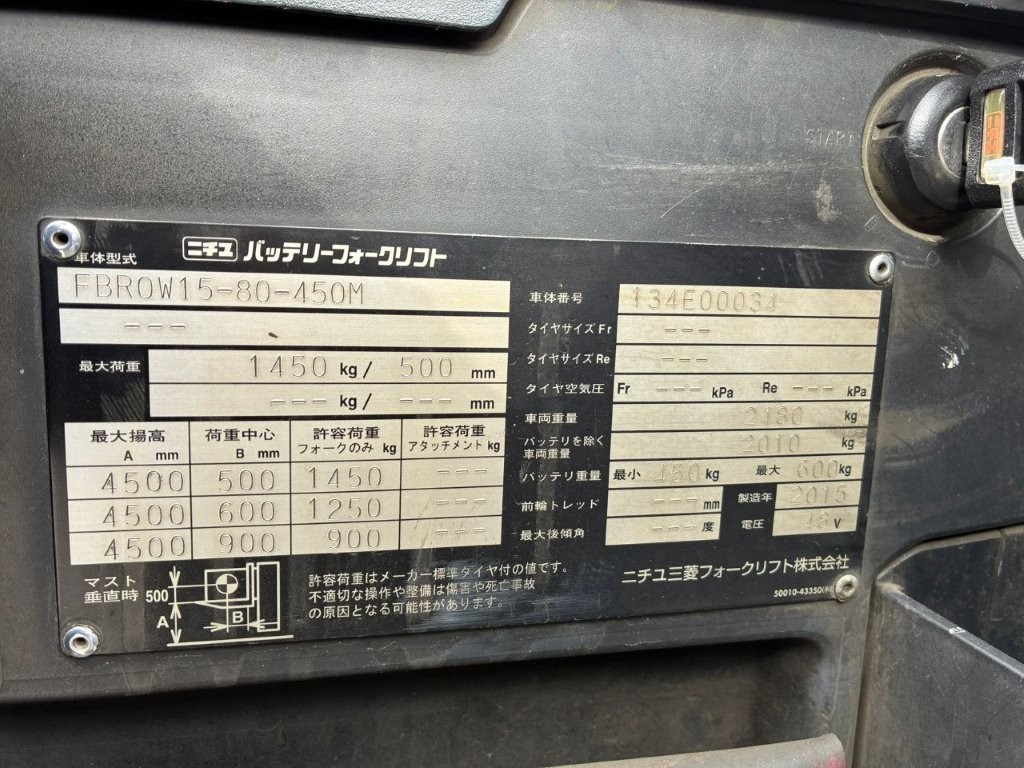 START
ニチユ バッテリーフォークリフト
車体型式
FBROW15-80-450M
---
最大荷重 1450 kg/ 500 mm
--- kg/ --- mm
最大揚高 A mm 荷重中心 B mm 許容荷重 フォークのみ kg 許容荷重 アタッチメント kg
4500 500 1450 ---
4500 600 1250 ---
4500 900 900 ---
マスト垂直時 500 A B
許容荷重はメーカー標準タイヤ付の値です。
不適切な操作や整備は傷害や死亡事故
の原因となる可能性があります。
車体番号 134E00034
タイヤサイズ Fr ---
タイヤサイズ Re ---
タイヤ空気圧 Fr --- kPa Re --- kPa
車両重量 2480 kg
バッテリを除く車両重量 2010 kg
バッテリ重量 最小 450 kg 最大 600 kg
前輪トレッド --- mm 製造年 2015
最大後傾角 --- 度 電圧 48 V
ニチユ三菱フォークリフト株式会社
50010-43350